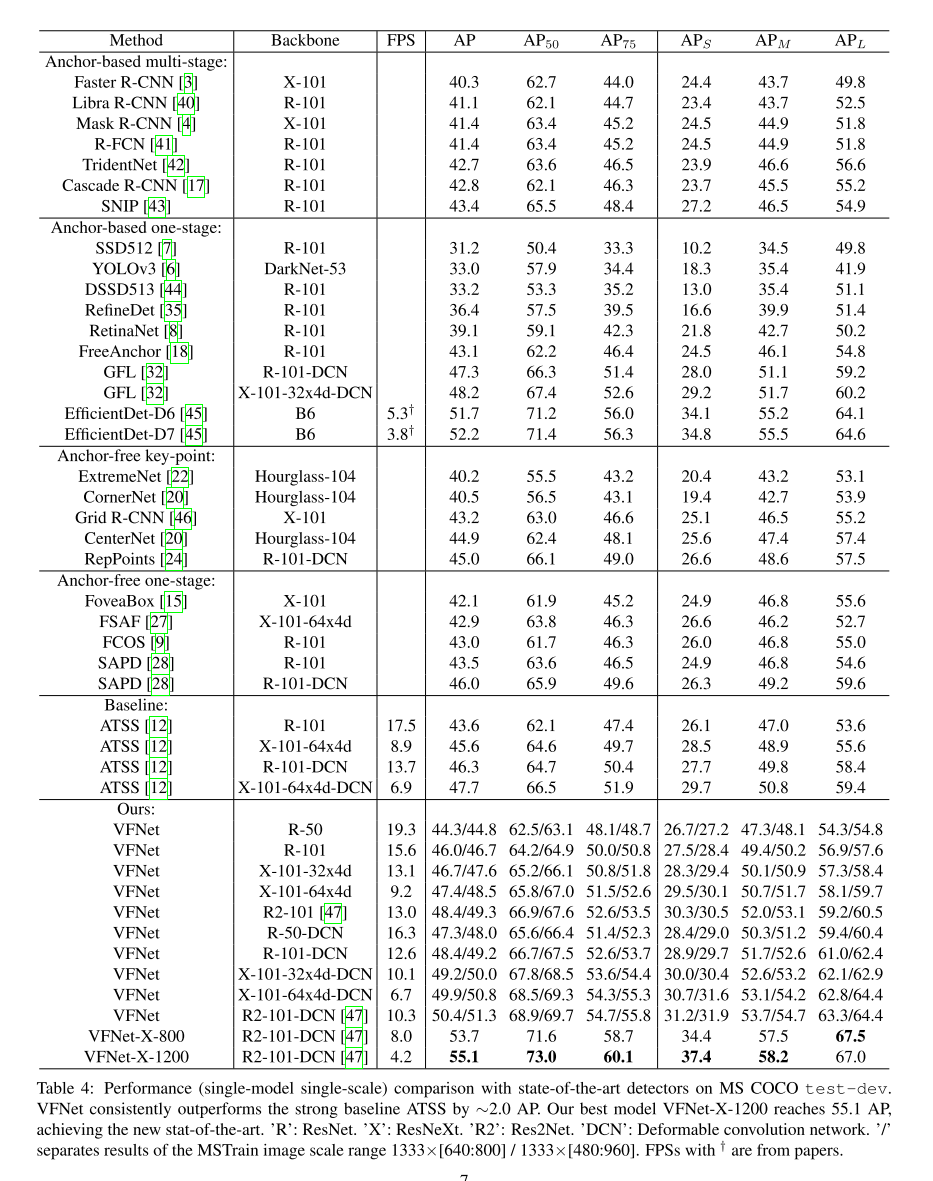 Method Backbone FPS AP AP50 AP75 APS APM APL
Anchor-based multi-stage:
Faster R-CNN [3] X-101 40.3 62.7 44.0 24.4 43.7 49.8
Libra R-CNN [40] R-101 41.1 62.1 44.7 23.4 43.7 52.5
Mask R-CNN [4] X-101 41.4 63.4 45.2 24.5 44.9 51.8
R-FCN [41] R-101 41.4 63.4 45.2 24.5 44.9 51.8
TridentNet [42] R-101 42.7 63.6 46.5 23.9 46.6 56.6
Cascade R-CNN [17] R-101 42.8 62.1 46.3 23.7 45.5 55.2
SNIP [43] R-101 43.4 65.5 48.4 27.2 46.5 54.9
Anchor-based one-stage:
SSD512 [7] R-101 31.2 50.4 33.3 10.2 34.5 49.8
YOLOv3 [6] DarkNet-53 33.0 57.9 34.4 18.3 35.4 41.9
DSSD513 [44] R-101 33.2 53.3 35.2 13.0 35.4 51.1
RefineDet [35] R-101 36.4 57.5 39.5 16.6 39.9 51.4
RetinaNet [8] R-101 39.1 59.1 42.3 21.8 42.7 50.2
FreeAnchor [18] R-101 43.1 62.2 46.4 24.5 46.1 54.8
GFL [32] R-101-DCN 47.3 66.3 51.4 28.0 51.1 59.2
GFL [32] X-101-32x4d-DCN 48.2 67.4 52.6 29.2 51.7 60.2
EfficientDet-D6 [45] B6 5.3† 51.7 71.2 56.0 34.1 55.2 64.1
EfficientDet-D7 [45] B6 3.8† 52.2 71.4 56.3 34.8 55.5 64.6
Anchor-free key-point:
ExtremeNet [22] Hourglass-104 40.2 55.5 43.2 20.4 43.2 53.1
CornerNet [20] Hourglass-104 40.5 56.5 43.1 19.4 42.7 53.9
Grid R-CNN [46] X-101 43.2 63.0 46.6 25.1 46.5 55.2
CenterNet [20] Hourglass-104 44.9 62.4 48.1 25.6 47.4 57.4
RepPoints [24] R-101-DCN 45.0 66.1 49.0 26.6 48.6 57.5
Anchor-free one-stage:
FoveaBox [15] X-101 42.1 61.9 45.2 24.9 46.8 55.6
FSAF [27] X-101-64x4d 42.9 63.8 46.3 26.6 46.2 52.7
FCOS [9] R-101 43.0 61.7 46.3 26.0 46.8 55.0
SAPD [28] R-101 43.5 63.6 46.5 24.9 46.8 54.6
SAPD [28] R-101-DCN 46.0 65.9 49.6 26.3 49.2 59.6
Baseline:
ATSS [12] R-101 17.5 43.6 62.1 47.4 26.1 47.0 53.6
ATSS [12] X-101-64x4d 8.9 45.6 64.6 49.7 28.5 48.9 55.6
ATSS [12] R-101-DCN 13.7 46.3 64.7 50.4 27.7 49.8 58.4
ATSS [12] X-101-64x4d-DCN 6.9 47.7 66.5 51.9 29.7 50.8 59.4
Ours:
VFNet R-50 19.3 44.3/44.8 62.5/63.1 48.1/48.7 26.7/27.2 47.3/48.1 54.3/54.8
VFNet R-101 15.6 46.0/46.7 64.2/64.9 50.0/50.8 27.5/28.4 49.4/50.2 56.9/57.6
VFNet X-101-32x4d 13.1 46.7/47.6 65.2/66.1 50.8/51.8 28.3/29.4 50.1/50.9 57.3/58.4
VFNet X-101-64x4d 9.2 47.4/48.5 65.8/67.0 51.5/52.6 29.5/30.1 50.7/51.7 58.1/59.7
VFNet R2-101 [47] 13.0 48.4/49.3 66.9/67.6 52.6/53.5 30.3/30.5 52.0/53.1 59.2/60.5
VFNet R-50-DCN 16.3 47.3/48.0 65.6/66.4 51.4/52.3 28.4/29.0 50.3/51.2 59.4/60.4
VFNet R-101-DCN 12.6 48.4/49.2 66.7/67.5 52.6/53.7 28.9/29.7 51.7/52.6 61.0/62.4
VFNet X-101-32x4d-DCN 10.1 49.2/50.0 67.8/68.5 53.6/54.4 30.0/30.4 52.6/53.2 62.1/62.9
VFNet X-101-64x4d-DCN 6.7 49.9/50.8 68.5/69.3 54.3/55.3 30.7/31.6 53.1/54.2 62.8/64.4
VFNet R2-101-DCN [47] 10.3 50.4/51.3 68.9/69.7 54.7/55.8 31.2/31.9 53.7/54.7 63.3/64.4
VFNet-X-800 R2-101-DCN [47] 8.0 53.7 71.6 58.7 34.4 57.5 67.5
VFNet-X-1200 R2-101-DCN [47] 4.2 55.1 73.0 60.1 37.4 58.2 67.0
Table 4: Performance (single-model single-scale) comparison with state-of-the-art detectors on MS COCO test-dev.
VFNet consistently outperforms the strong baseline ATSS by ∼2.0 AP. Our best model VFNet-X-1200 reaches 55.1 AP,
achieving the new stat-of-the-art. ’R’: ResNet. ’X’: ResNeXt. ’R2’: Res2Net. ’DCN’: Deformable convolution network. ’/’
separates results of the MSTrain image scale range 1333×[640:800] / 1333×[480:960]. FPSs with † are from papers.
7